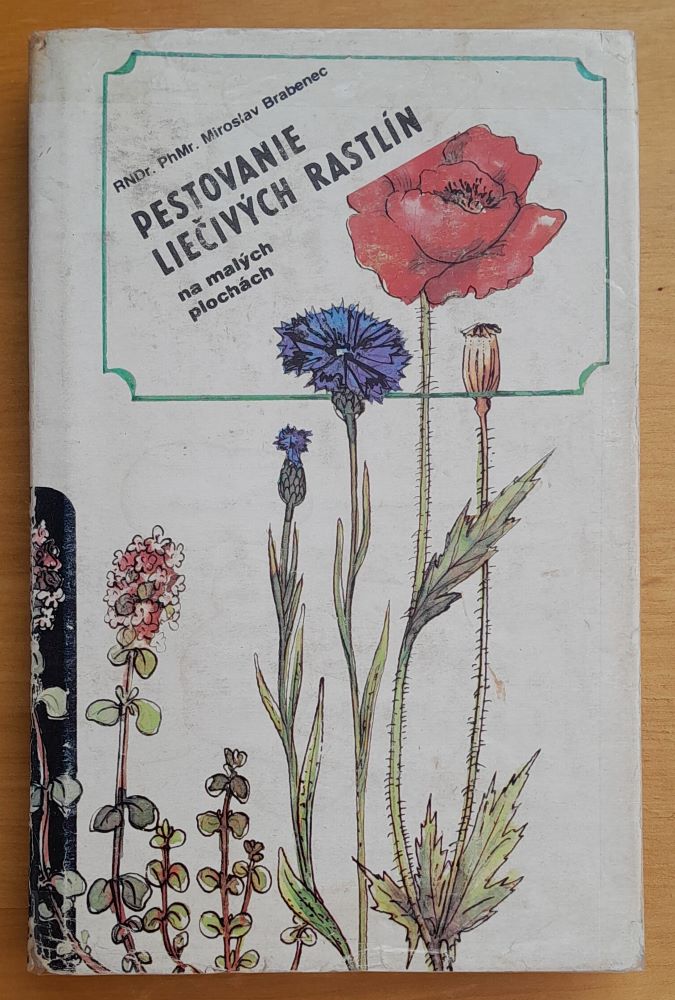 RNDr. PhMr. Miroslav Brabenec
PESTOVANIE
LIEČIVÝCH RASTLÍN
na malých
plochách